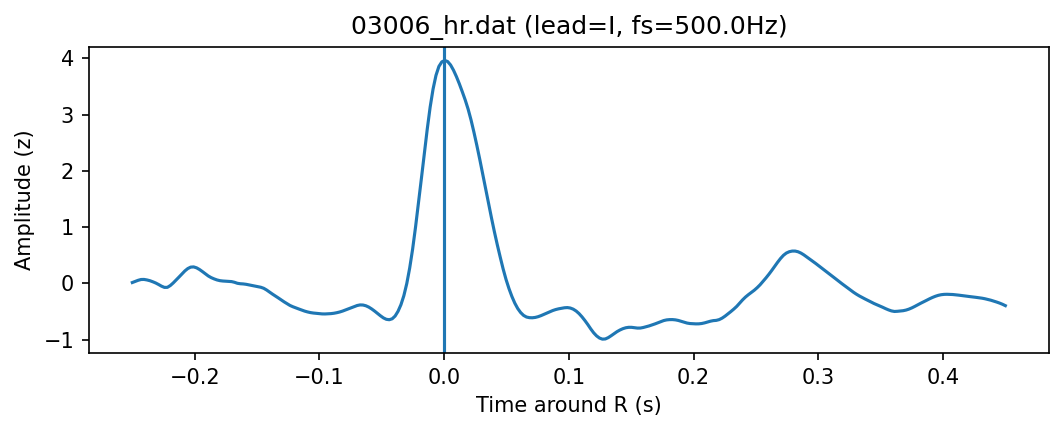 03006_hr.dat (lead=I, fs=500.0Hz)
4
3
2
1
0
−1
Amplitude (z)
−0.2 −0.1 0.0 0.1 0.2 0.3 0.4
Time around R (s)